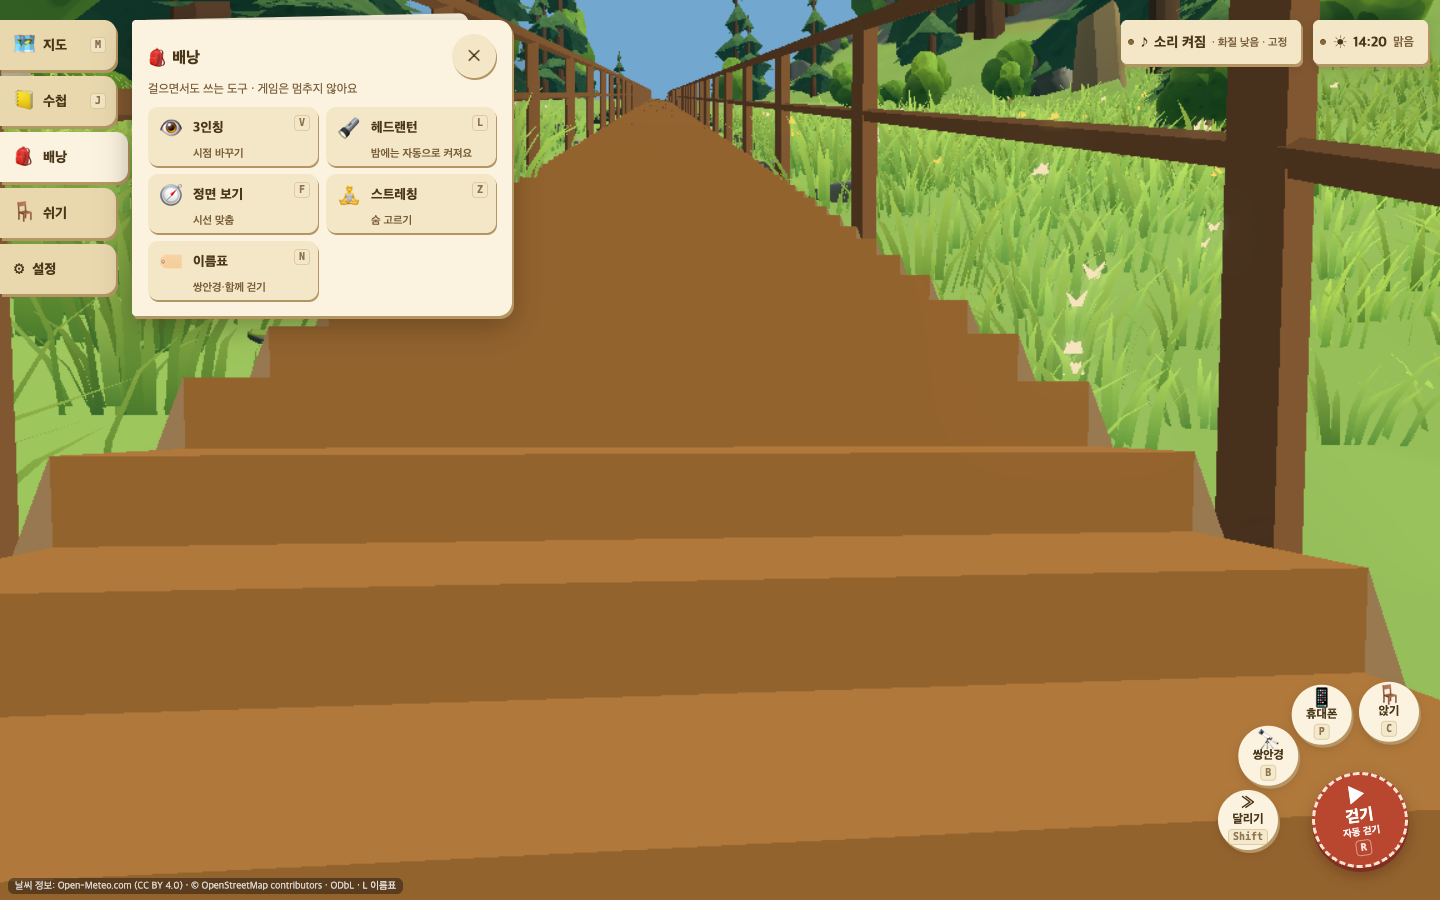 지도 M
수첩 J
배낭
쉬기
설정
배낭
걸으면서도 쓰는 도구 · 게임은 멈추지 않아요
3인칭 V
시점 바꾸기
헤드랜턴 L
밤에는 자동으로 켜져요
정면 보기 F
시선 맞춤
스트레칭 Z
숨 고르기
이름표 N
쌍안경·함께 걷기
♪ 소리 켜짐 · 화질 낮음 · 고정
14:20 맑음
휴대폰
P
앉기
C
쌍안경
B
달리기
Shift
걷기
자동 걷기
R
날씨 정보: Open-Meteo.com (CC BY 4.0) · © OpenStreetMap contributors · ODbL · L 이름표